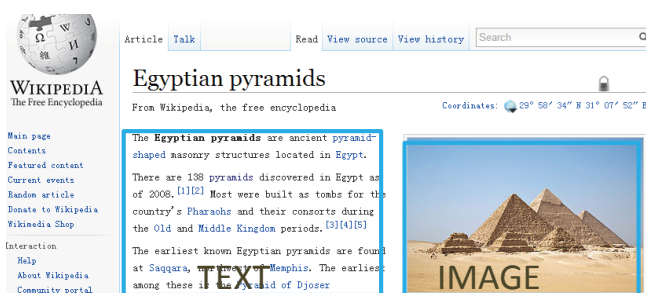 Article Talk Read View source View history Search
WIKIPEDIA
The Free Encyclopedia
Main page
Contents
Featured content
Current events
Random article
Donate to Wikipedia
Wikimedia Shop
Interaction
Help
About Wikipedia
Community portal
Egyptian pyramids
From Wikipedia, the free encyclopedia
Coordinates: 29° 58′ 34″ N 31° 07′ 52″ E
The Egyptian pyramids are ancient pyramid-
shaped masonry structures located in Egypt.
There are 138 pyramids discovered in Egypt as
of 2008.[1][2] Most were built as tombs for the
country's Pharaohs and their consorts during
the Old and Middle Kingdom periods.[3][4][5]
The earliest known Egyptian pyramids are found
at Saqqara, northwest of Memphis. The earliest
among these is the Pyramid of Djoser
TEXT
IMAGE